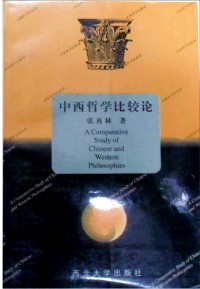 中西哲学比较论
张再林 著
A Comparative
Study of
Chinese and
Western
Philosophies
西北大学出版社